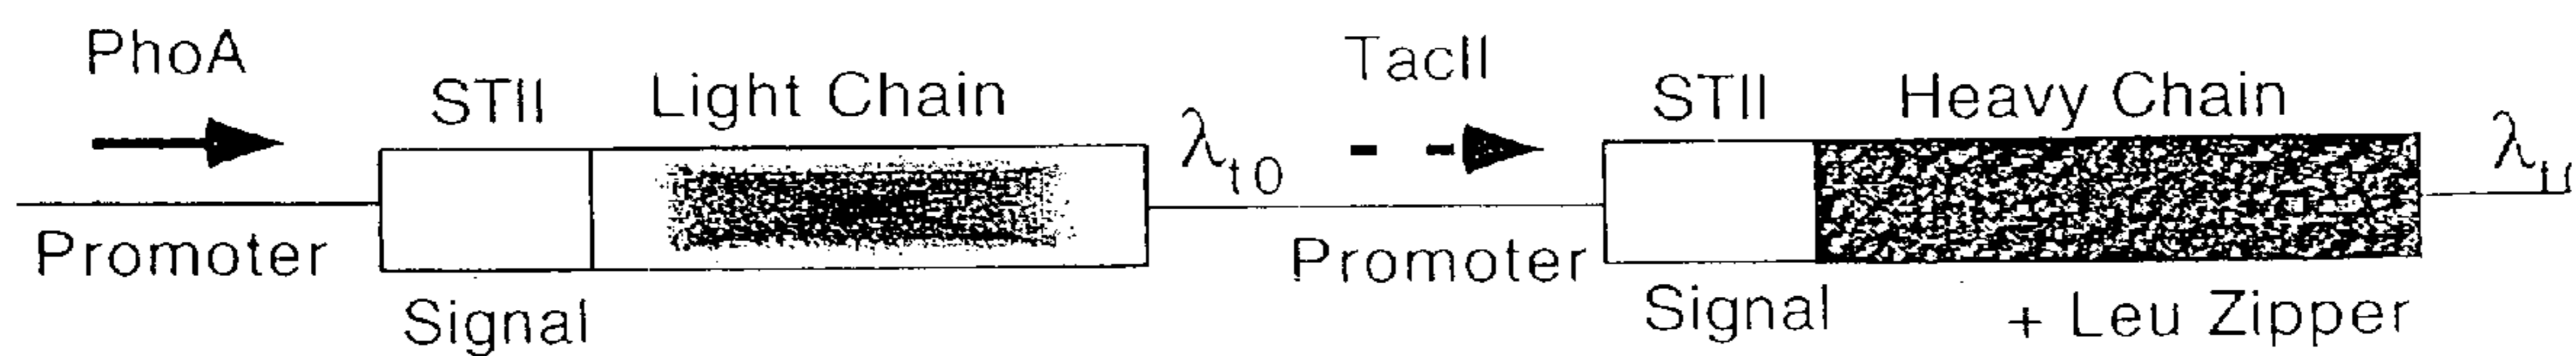 PhoA
STII
Light Chain
λt0
TacII
STII
Heavy Chain
Promoter
Signal
Promoter
Signal
+ Leu Zipper